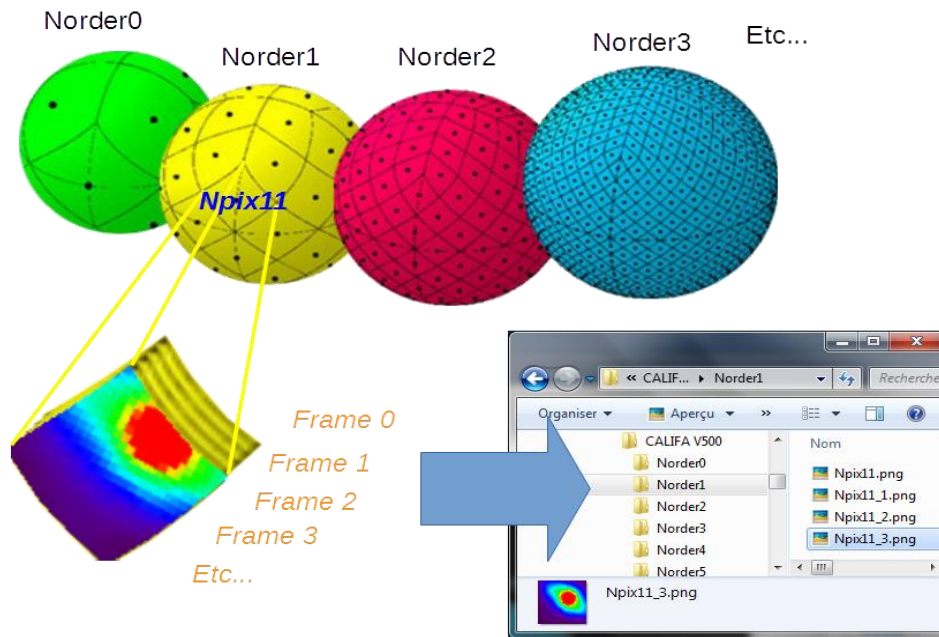 Norder0
Norder1
Norder2
Norder3
Etc...
Npix11
Frame 0
Frame 1
Frame 2
Frame 3
Etc...
« CALIF... Norder1
Recherche
Organiser
Aperçu
»
Nom
CALIFA V500
Norder0
Norder1
Norder2
Norder3
Norder4
Norder5
Npix11.png
Npix11_1.png
Npix11_2.png
Npix11_3.png
Npix11_3.png